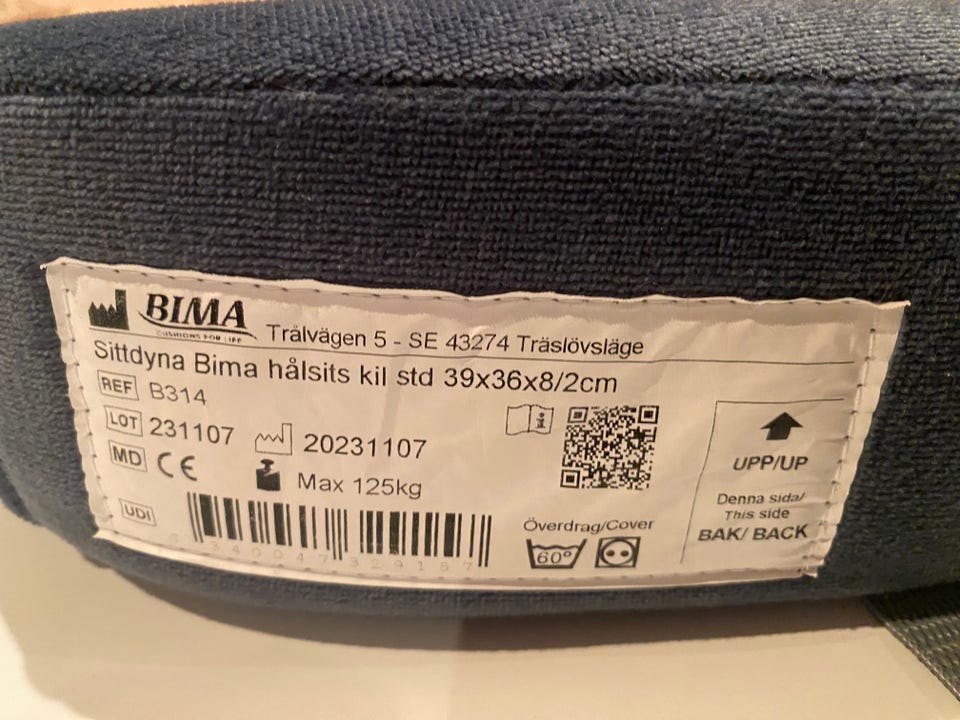 BIMA
CUSHIONS FOR LIFE
Trålvägen 5 - SE 43274 Träslövsläge
Sittdyna Bima hålsits kil std 39x36x8/2cm
REF B314
LOT 231107 20231107
MD CE Max 125kg
UDI
UPP/UP
Denna sida/
This side
BAK/ BACK
Överdrag/Cover
60°